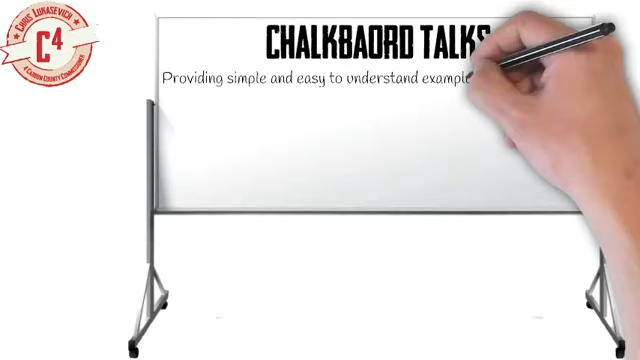 CHRIS LUKASEVICH
C4
4 CARBON COUNTY COMMISSIONER
CHALKBAORD TALKS
Providing simple and easy to understand example